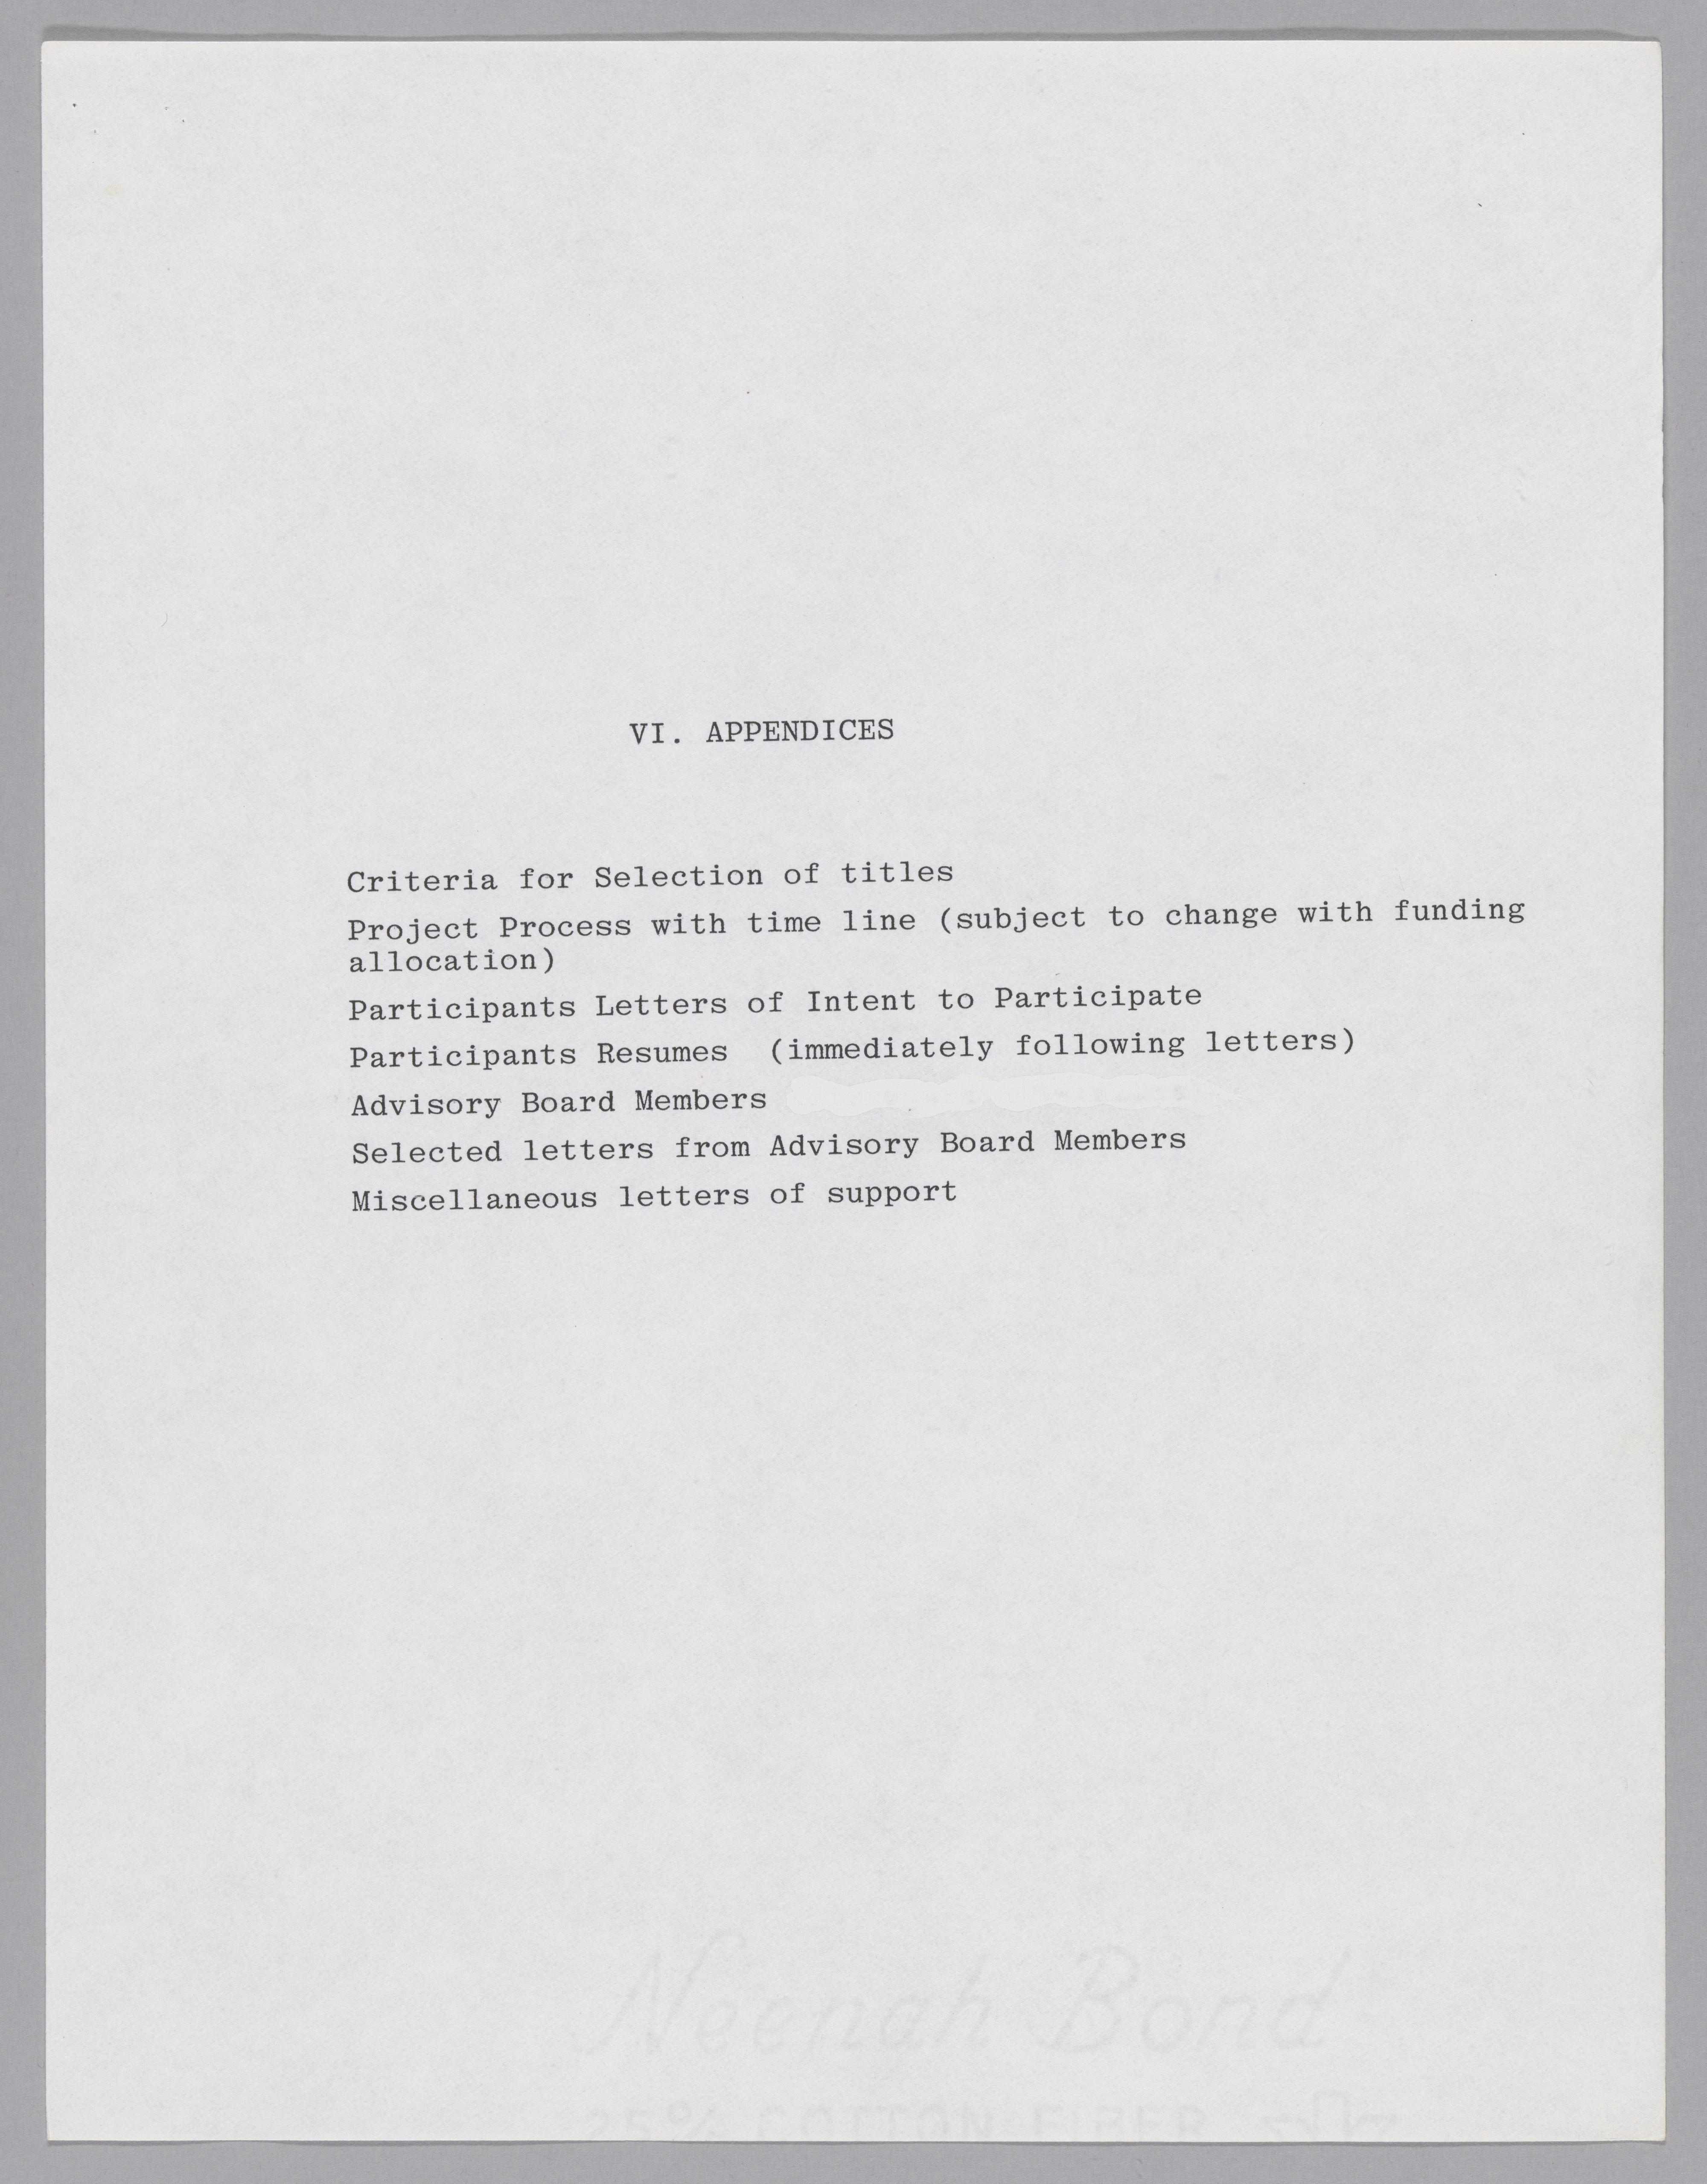 VI. APPENDICES
Criteria for Selection of titles
Project Process with time line (subject to change with funding
allocation)
Participants Letters of Intent to Participate
Participants Resumes (immediately following letters)
Advisory Board Members
Selected letters from Advisory Board Members
Miscellaneous letters of support
Neenah Bond
25% COTTON FIBER